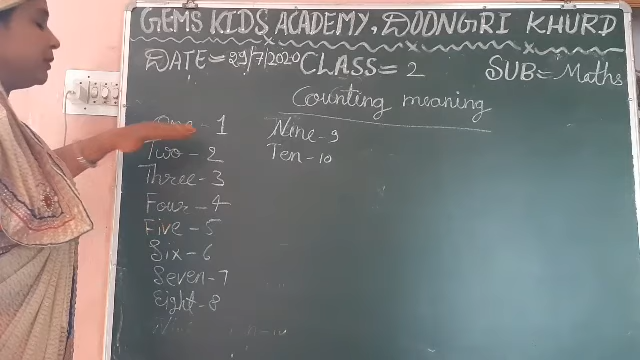 GEMS KIDS ACADEMY, DOONGRI KHURD
DATE = 29/7/2020 CLASS = 2 SUB = Maths
Counting meaning
One - 1
Two - 2
Three - 3
Four - 4
Five - 5
Six - 6
Seven - 7
Eight - 8
Nine - 9
Ten - 10